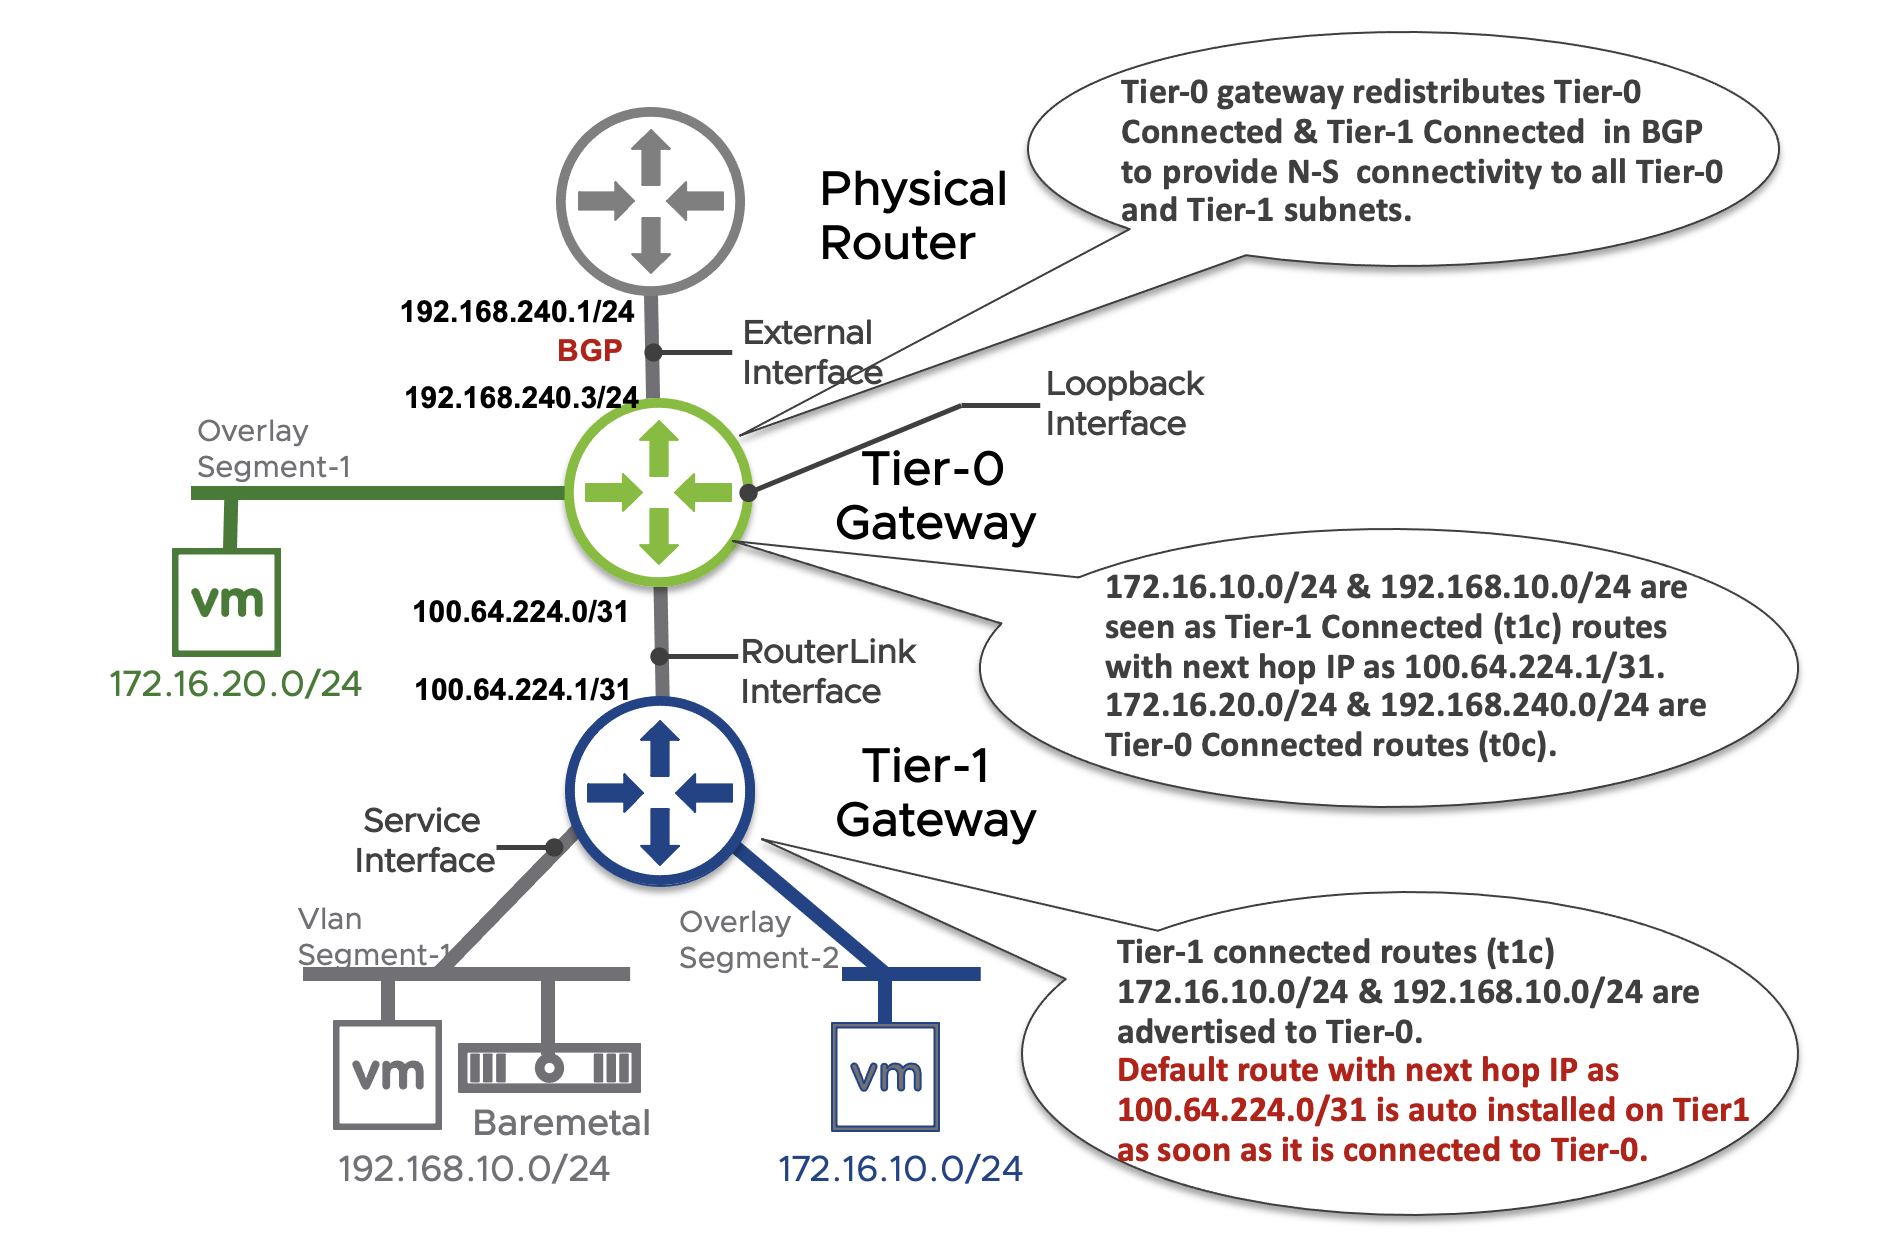 Tier-0 gateway redistributes Tier-0
Connected & Tier-1 Connected in BGP
to provide N-S connectivity to all Tier-0
and Tier-1 subnets.
Physical
Router
192.168.240.1/24
BGP
192.168.240.3/24
External
Interface
Loopback
Interface
Overlay
Segment-1
Tier-0
Gateway
vm
172.16.20.0/24
100.64.224.0/31
100.64.224.1/31
RouterLink
Interface
172.16.10.0/24 & 192.168.10.0/24 are
seen as Tier-1 Connected (t1c) routes
with next hop IP as 100.64.224.1/31.
172.16.20.0/24 & 192.168.240.0/24 are
Tier-0 Connected routes (t0c).
Tier-1
Gateway
Service
Interface
Vlan
Segment-1
Overlay
Segment-2
vm
Baremetal
192.168.10.0/24
vm
172.16.10.0/24
Tier-1 connected routes (t1c)
172.16.10.0/24 & 192.168.10.0/24 are
advertised to Tier-0.
Default route with next hop IP as
100.64.224.0/31 is auto installed on Tier1
as soon as it is connected to Tier-0.